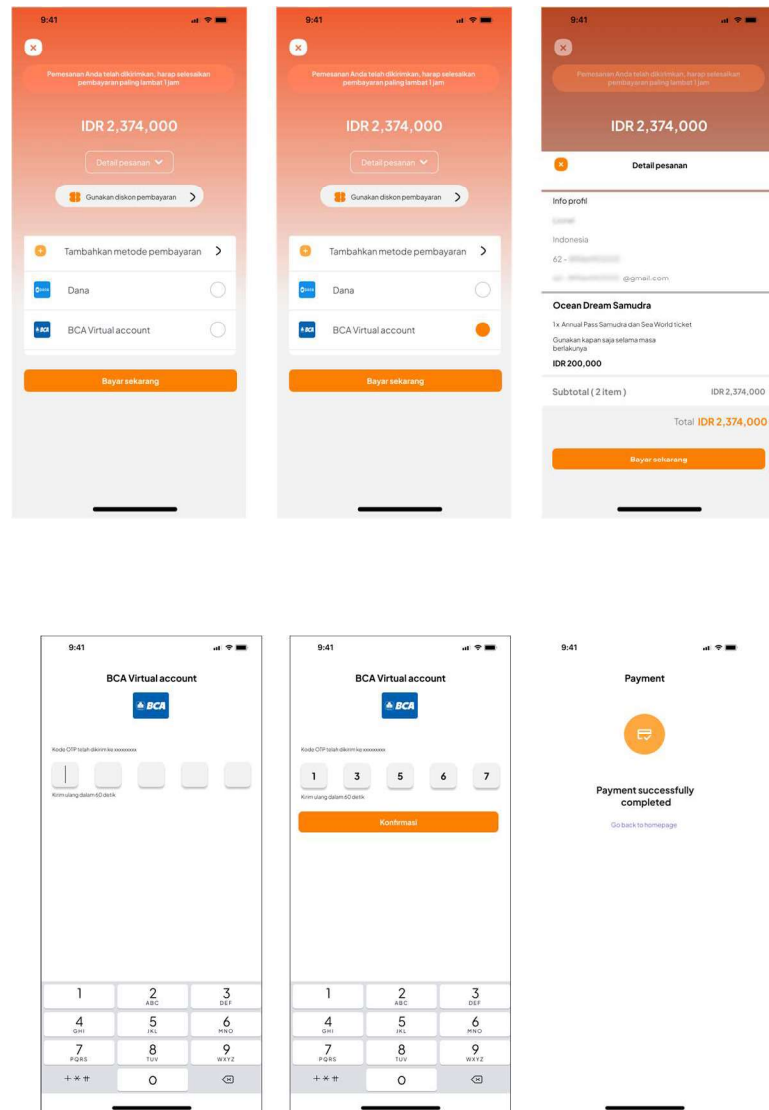 9:41
Pemesanan Anda telah dikirimkan, harap selesaikan
pembayaran paling lambat 1 jam
IDR 2,374,000
Detail pesanan
Gunakan diskon pembayaran
Tambahkan metode pembayaran
DANA
Dana
BCA
BCA Virtual account
Bayar sekarang
9:41
Pemesanan Anda telah dikirimkan, harap selesaikan
pembayaran paling lambat 1 jam
IDR 2,374,000
Detail pesanan
Gunakan diskon pembayaran
Tambahkan metode pembayaran
DANA
Dana
BCA
BCA Virtual account
Bayar sekarang
9:41
Pemesanan Anda telah dikirimkan, harap selesaikan
pembayaran paling lambat 1 jam
IDR 2,374,000
Detail pesanan
Info profil
Indonesia
62 -
@gmail.com
Ocean Dream Samudra
1x Annual Pass Samudra dan Sea World ticket
Gunakan kapan saja selama masa
berlakunya
IDR 200,000
Subtotal ( 2 item ) IDR 2,374,000
Total IDR 2,374,000
Bayar sekarang
9:41
BCA Virtual account
BCA
Kode OTP telah dikirim ke xxxxxxxxx
Kirim ulang dalam 60 detik
1 2 3
ABC DEF
4 5 6
GHI JKL MNO
7 8 9
PQRS TUV WXYZ
+ * # 0
9:41
BCA Virtual account
BCA
Kode OTP telah dikirim ke xxxxxxxxx
1 3 5 6 7
Kirim ulang dalam 60 detik
Konfirmasi
1 2 3
ABC DEF
4 5 6
GHI JKL MNO
7 8 9
PQRS TUV WXYZ
+ * # 0
9:41
Payment
Payment successfully
completed
Go back to homepage